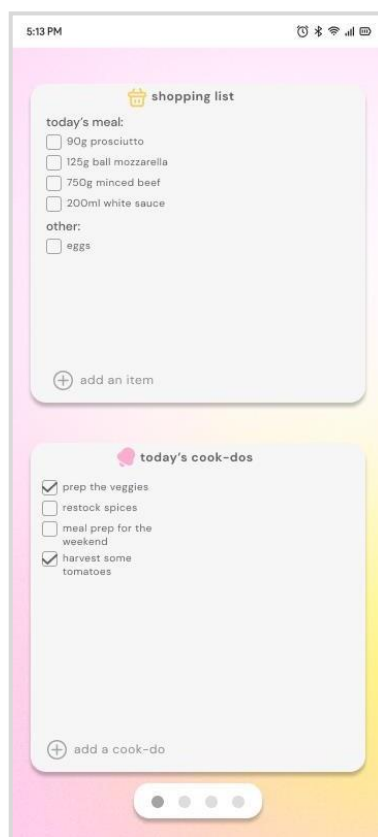 5:13 PM
shopping list
today's meal:
90g prosciutto
125g ball mozzarella
750g minced beef
200ml white sauce
other:
eggs
add an item
today's cook-dos
prep the veggies
restock spices
meal prep for the
weekend
harvest some
tomatoes
add a cook-do